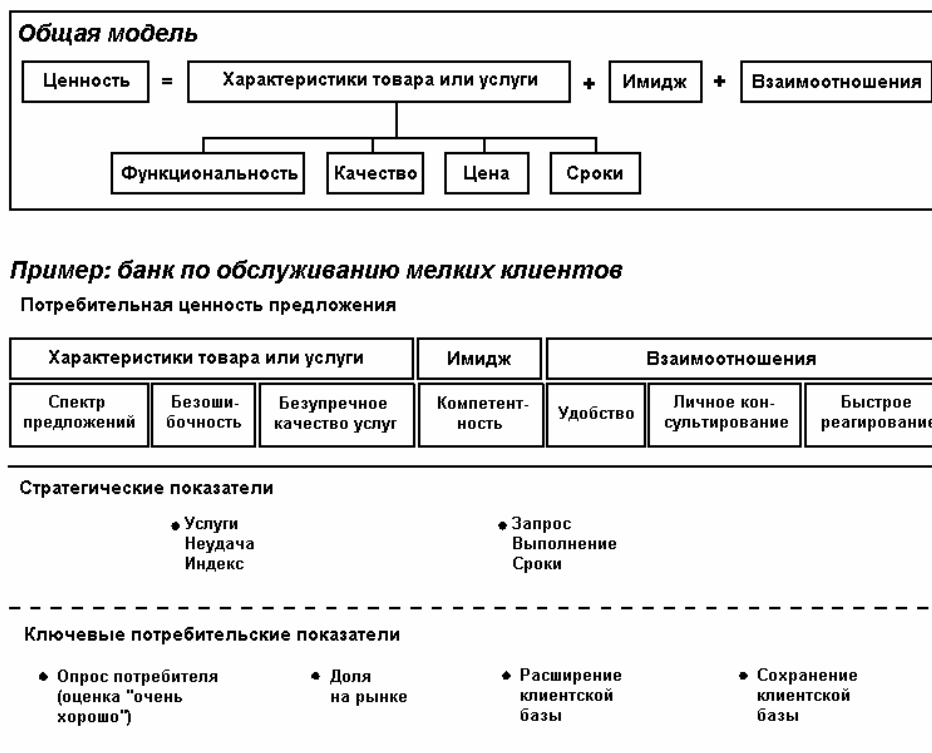 Общая модель
Ценность = Характеристики товара или услуги + Имидж + Взаимоотношения
Функциональность Качество Цена Сроки
Пример: банк по обслуживанию мелких клиентов
Потребительная ценность предложения
Характеристики товара или услуги Имидж Взаимоотношения
Спектр Безоши- Безупречное Компетент- Удобство Личное кон- Быстрое
предложений бочность качество услуг ность сультирование реагирование
Стратегические показатели
• Услуги • Запрос
Неудача Выполнение
Индекс Сроки
Ключевые потребительские показатели
• Опрос потребителя • Доля • Расширение • Сохранение
(оценка "очень на рынке клиентской клиентской
хорошо") базы базы